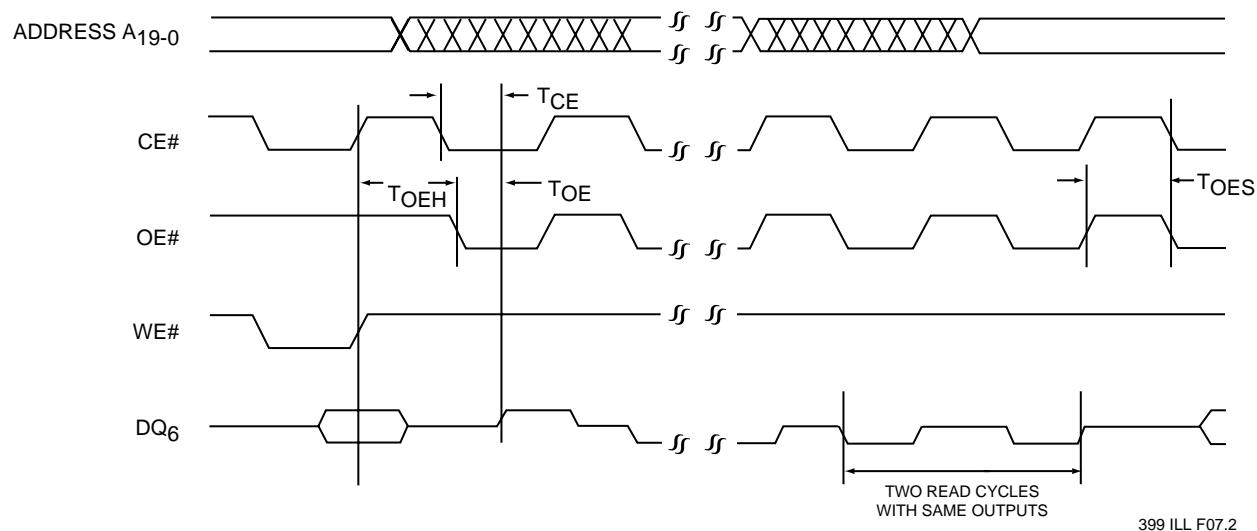 ADDRESS A19-0
TCE
CE#
TOEH
TOE
TOES
OE#
WE#
DQ6
TWO READ CYCLES
WITH SAME OUTPUTS
399 ILL F07.2